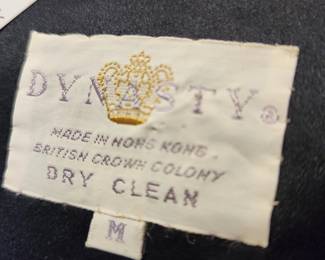 DYNASTY®
MADE IN HONG KONG
BRITISH CROWN COLONY
DRY CLEAN
M